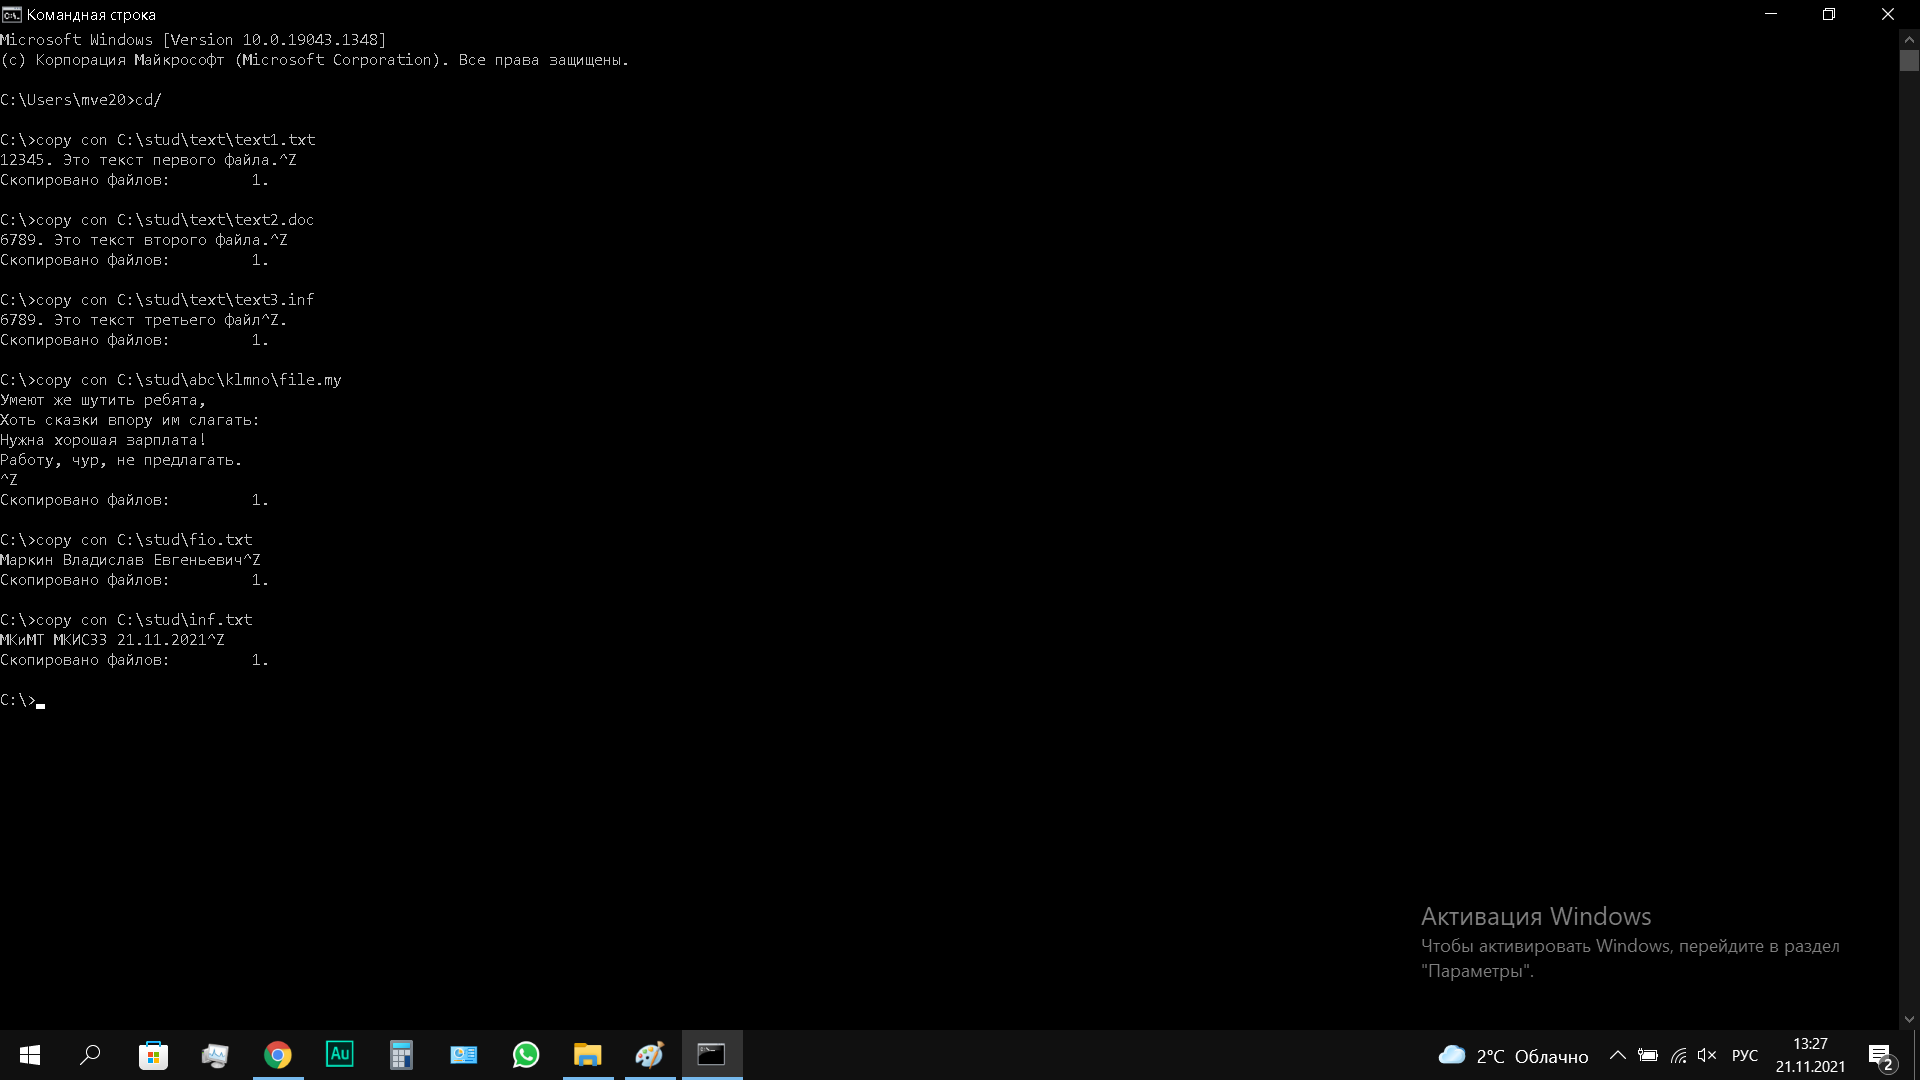 Командная строка
Microsoft Windows [Version 10.0.19043.1348]
(c) Корпорация Майкрософт (Microsoft Corporation). Все права защищены.
C:\Users\mve20>cd/
C:\>copy con C:\stud\text\text1.txt
12345. Это текст первого файла.^Z
Скопировано файлов:         1.
C:\>copy con C:\stud\text\text2.doc
6789. Это текст второго файла.^Z
Скопировано файлов:         1.
C:\>copy con C:\stud\text\text3.inf
6789. Это текст третьего файл^Z.
Скопировано файлов:         1.
C:\>copy con C:\stud\abc\klmno\file.my
Умеют же шутить ребята,
Хоть сказки впору им слагать:
Нужна хорошая зарплата!
Работу, чур, не предлагать.
^Z
Скопировано файлов:         1.
C:\>copy con C:\stud\fio.txt
Маркин Владислав Евгеньевич^Z
Скопировано файлов:         1.
C:\>copy con C:\stud\inf.txt
МКиМТ МКИС33 21.11.2021^Z
Скопировано файлов:         1.
C:\>
Активация Windows
Чтобы активировать Windows, перейдите в раздел
"Параметры".
Au
2°C Облачно
РУС
13:27
21.11.2021
2